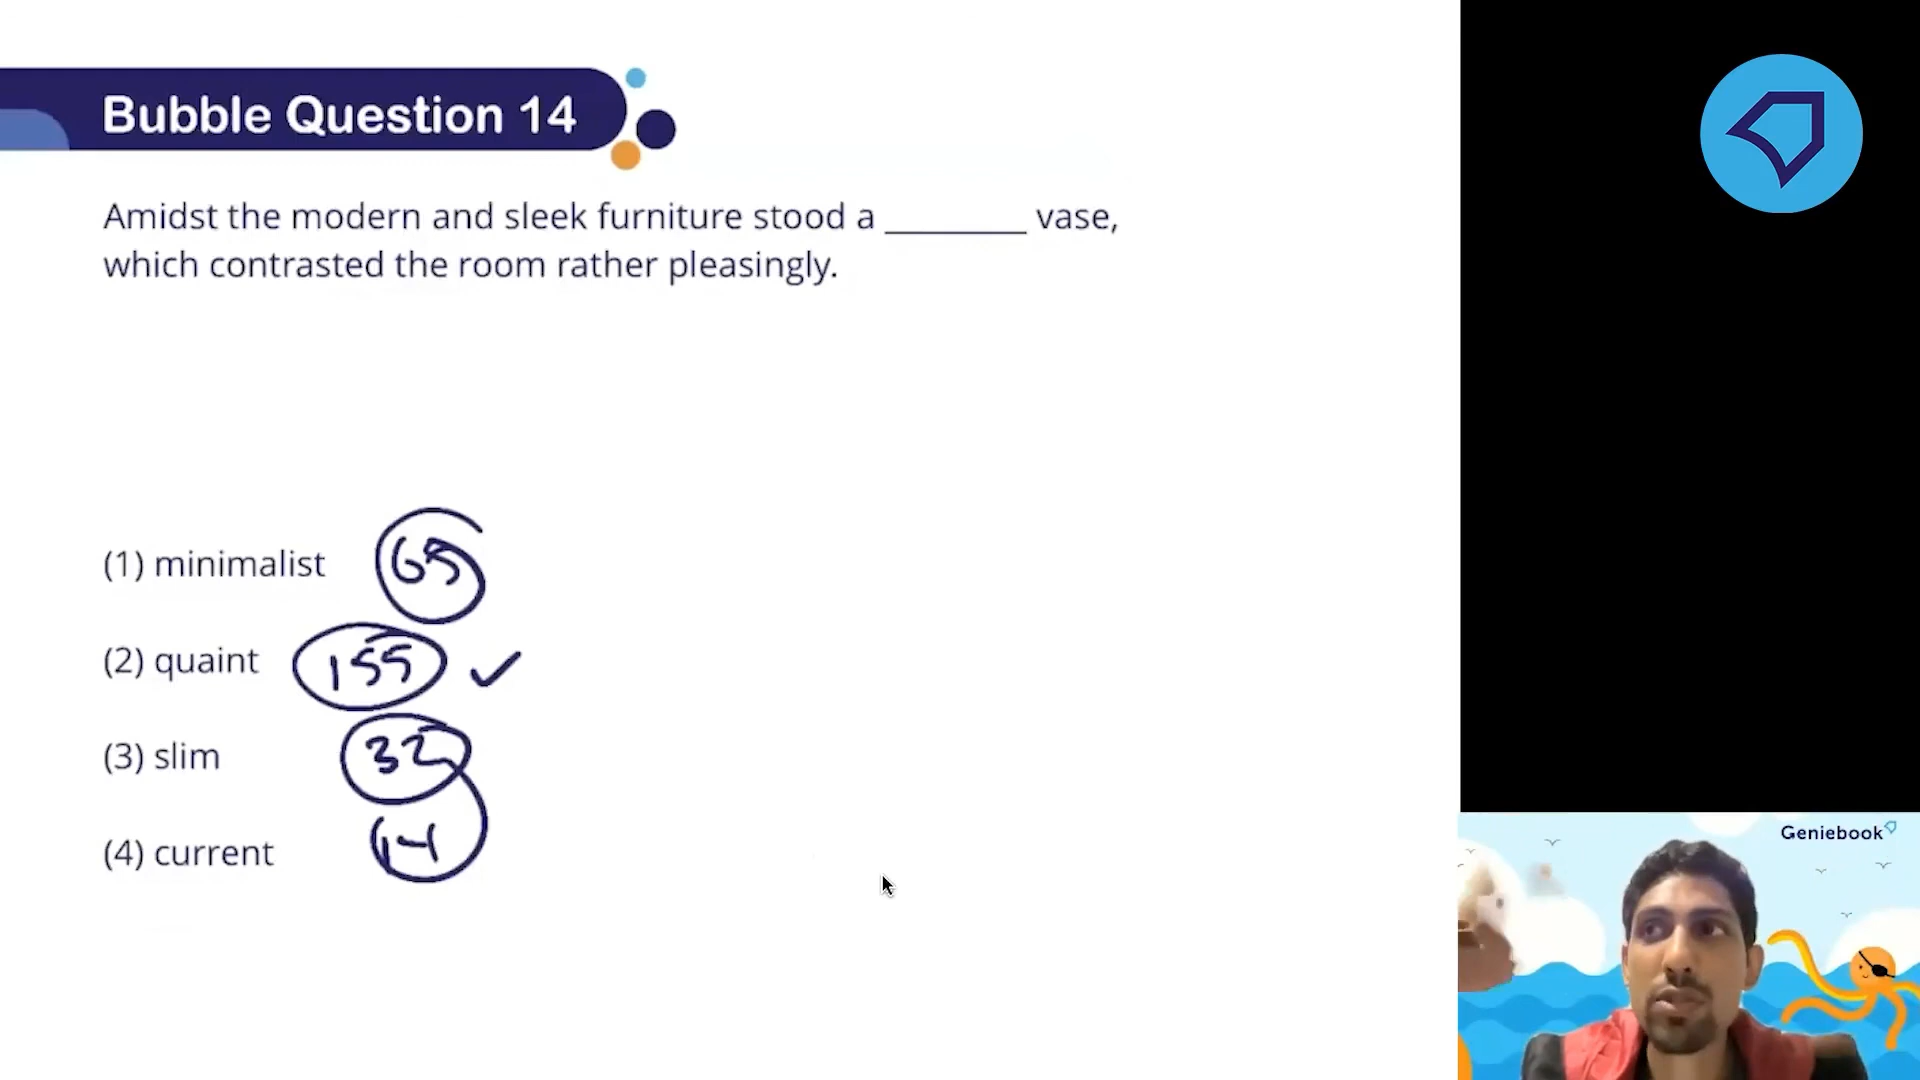 Bubble Question 14
Amidst the modern and sleek furniture stood a ________ vase,
which contrasted the room rather pleasingly.
(1) minimalist 65
(2) quaint 155 ✓
(3) slim 32
(4) current 14
Geniebook